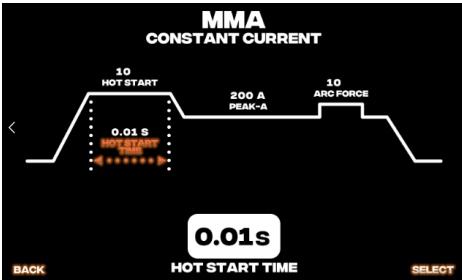 MMA
CONSTANT CURRENT
10
HOT START
200 A
PEAK-A
10
ARC FORCE
0.01 S
HOT START
TIME
0.01s
HOT START TIME
BACK
SELECT